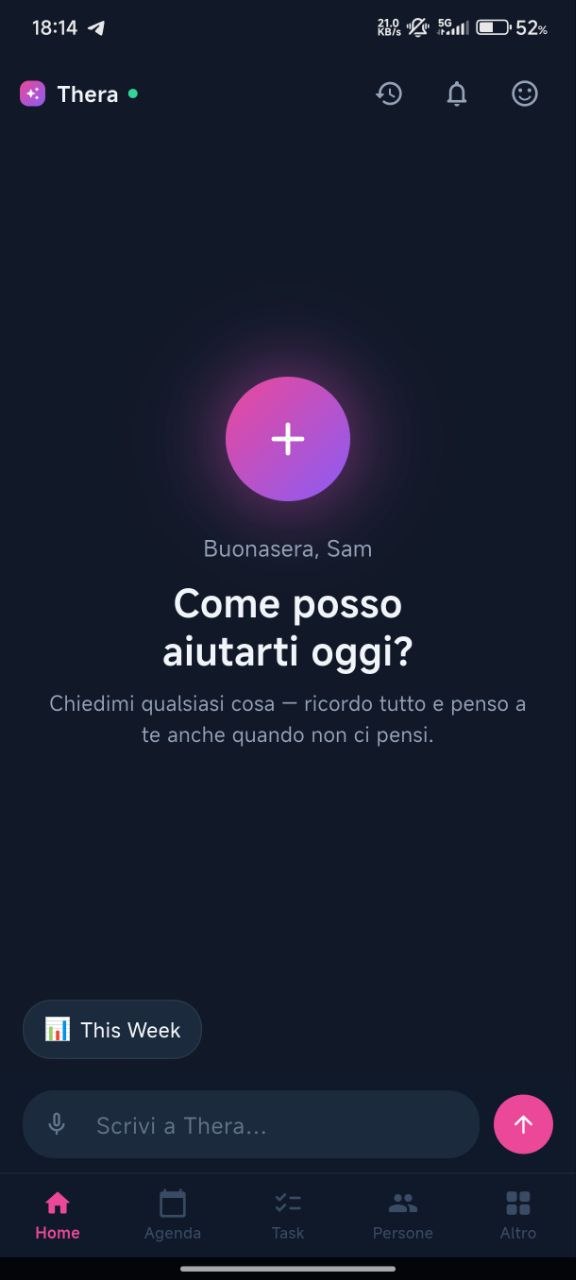 18:14
21.0
KB/s
5G
52%
Thera
Buonasera, Sam
Come posso
aiutarti oggi?
Chiedimi qualsiasi cosa — ricordo tutto e penso a
te anche quando non ci pensi.
This Week
Scrivi a Thera...
Home
Agenda
Task
Persone
Altro